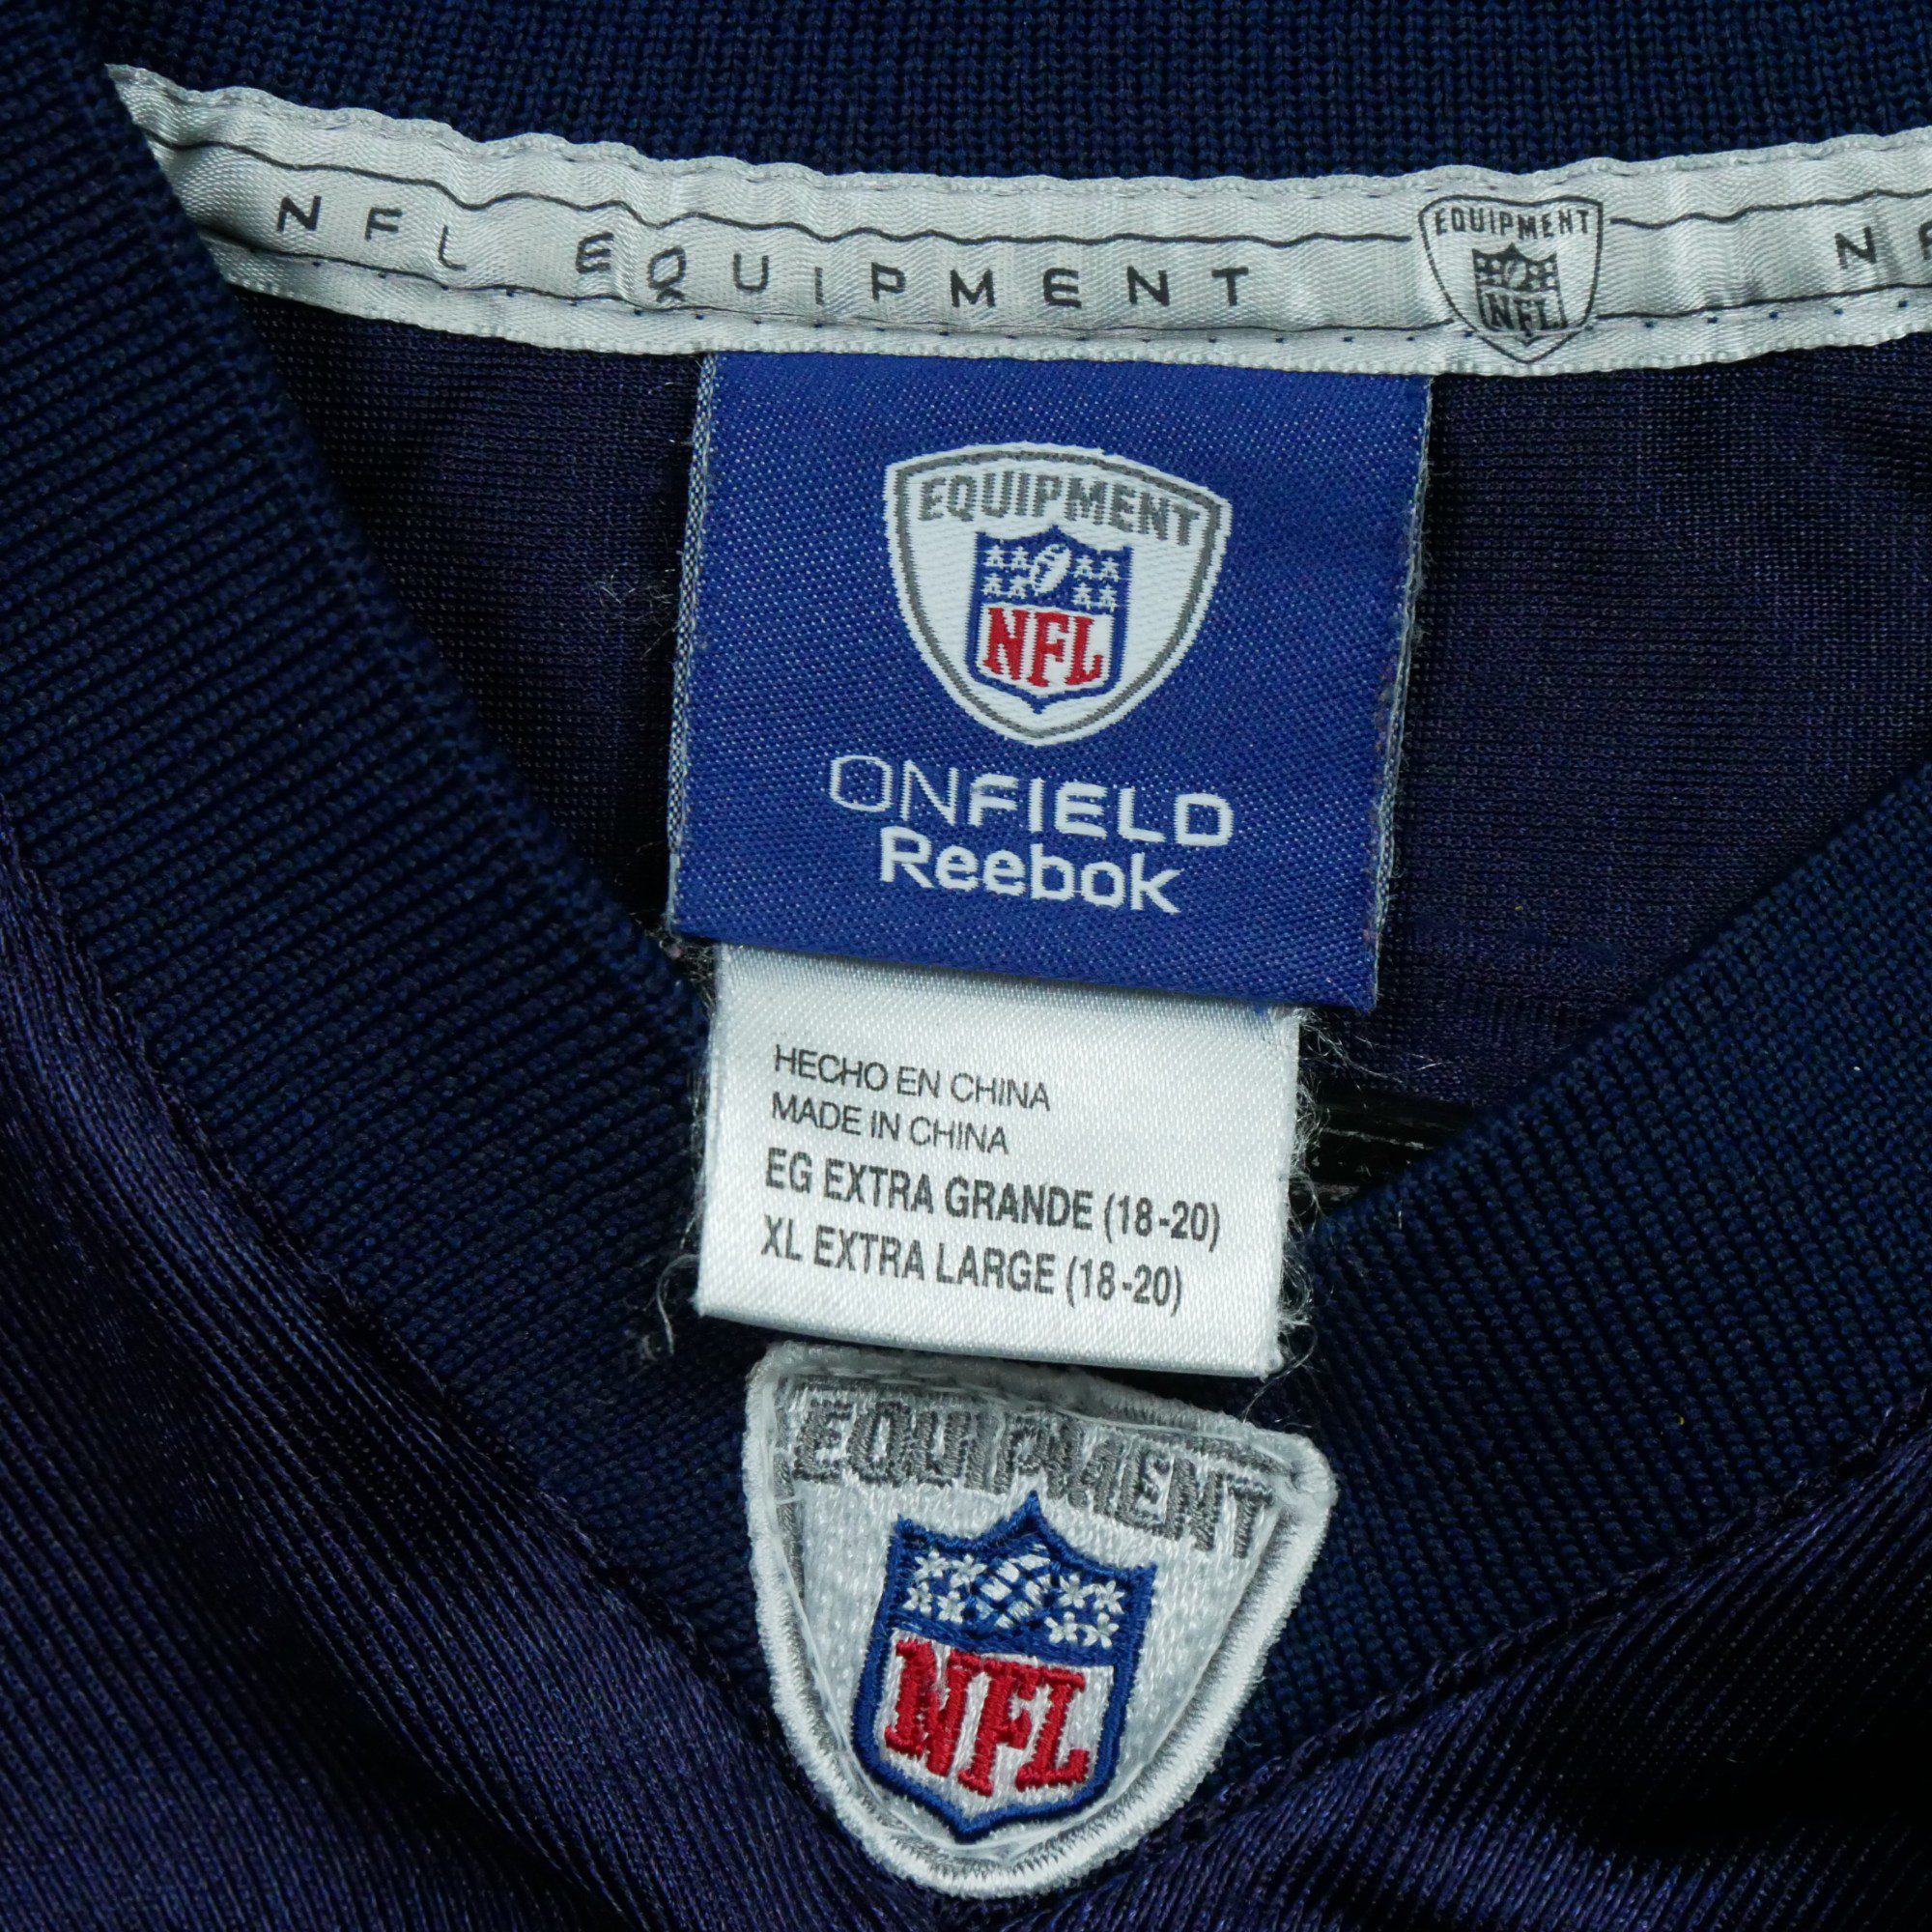 NFL EQUIPMENT
EQUIPMENT
NFL
N
EQUIPMENT
NFL
ONFIELD
Reebok
HECHO EN CHINA
MADE IN CHINA
EG EXTRA GRANDE (18-20)
XL EXTRA LARGE (18-20)
EQUIPMENT
NFL